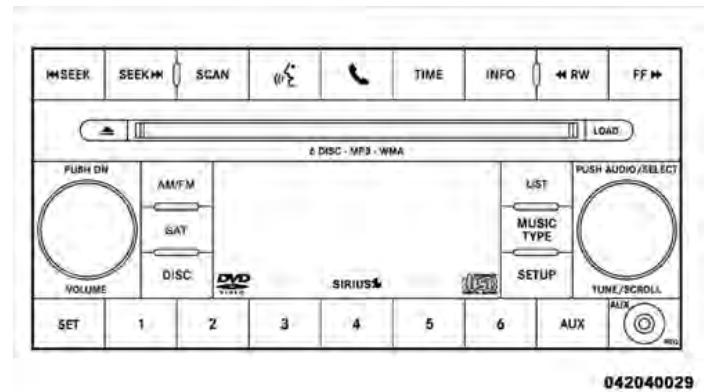 SEEK SEEK SCAN TIME INFO RW FF
LOAD
6 DISC - MP3 - WMA
PUSH ON PUSH AUDIO/SELECT
AM/FM LIST
SAT MUSIC
TYPE
DISC SETUP
DVD
VIDEO
SIRIUS
disc
VOLUME TUNE/SCROLL
SET 1 2 3 4 5 6 AUX AUX
042040029